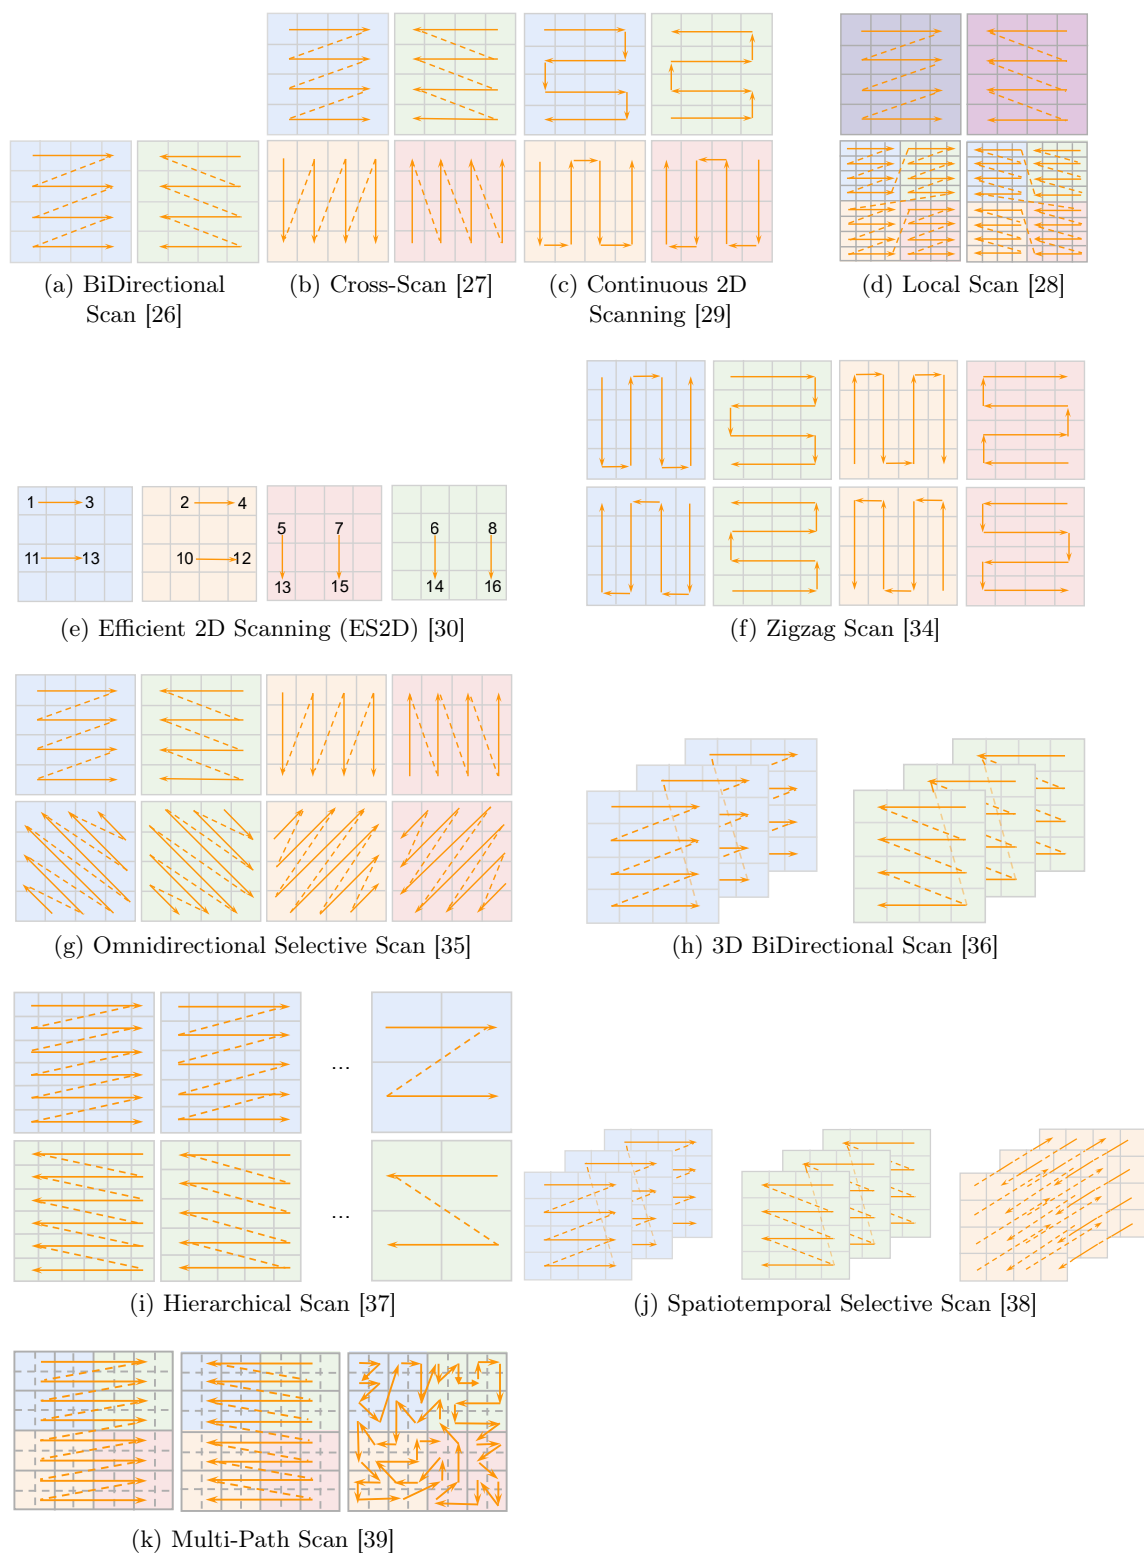 (a) BiDirectional
Scan [26]
(b) Cross-Scan [27]
(c) Continuous 2D
Scanning [29]
(d) Local Scan [28]
1 3 2 4
5 7 6 8
11 13 10 12
13 15 14 16
(e) Efficient 2D Scanning (ES2D) [30]
(f) Zigzag Scan [34]
(g) Omnidirectional Selective Scan [35]
(h) 3D BiDirectional Scan [36]
...
...
(i) Hierarchical Scan [37]
(j) Spatiotemporal Selective Scan [38]
(k) Multi-Path Scan [39]